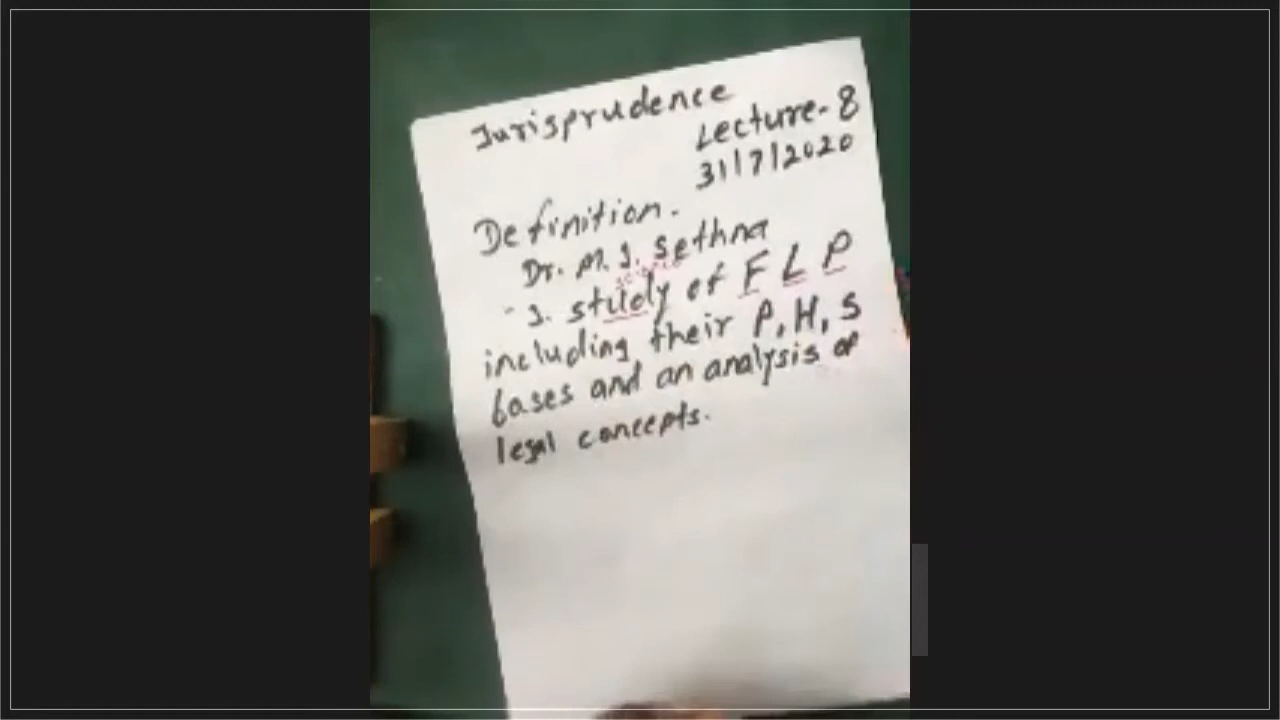 Jurisprudence
Lecture-8
31/7/2020
Definition.
Dr. M. J. Sethna
- J. study of F L P
including their P, H, S
bases and an analysis of
legal concepts.